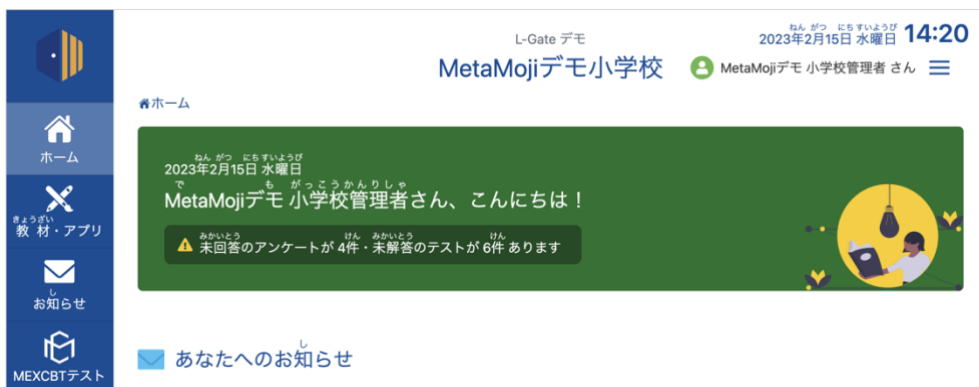 L-Gate デモ
MetaMojiデモ小学校
ねん がつ にち すいようび
2023年2月15日 水曜日 14:20
MetaMojiデモ 小学校管理者 さん
ホーム
ホーム
きょうざい
教材・アプリ
し
お知らせ
MEXCBTテスト
ねん がつ にち すいようび
2023年2月15日 水曜日
で も がっこうかんりしゃ
MetaMojiデモ 小学校管理者さん、こんにちは！
みかいとう けん みかいとう けん
未回答のアンケートが 4件・未解答のテストが 6件 あります
し
あなたへのお知らせ